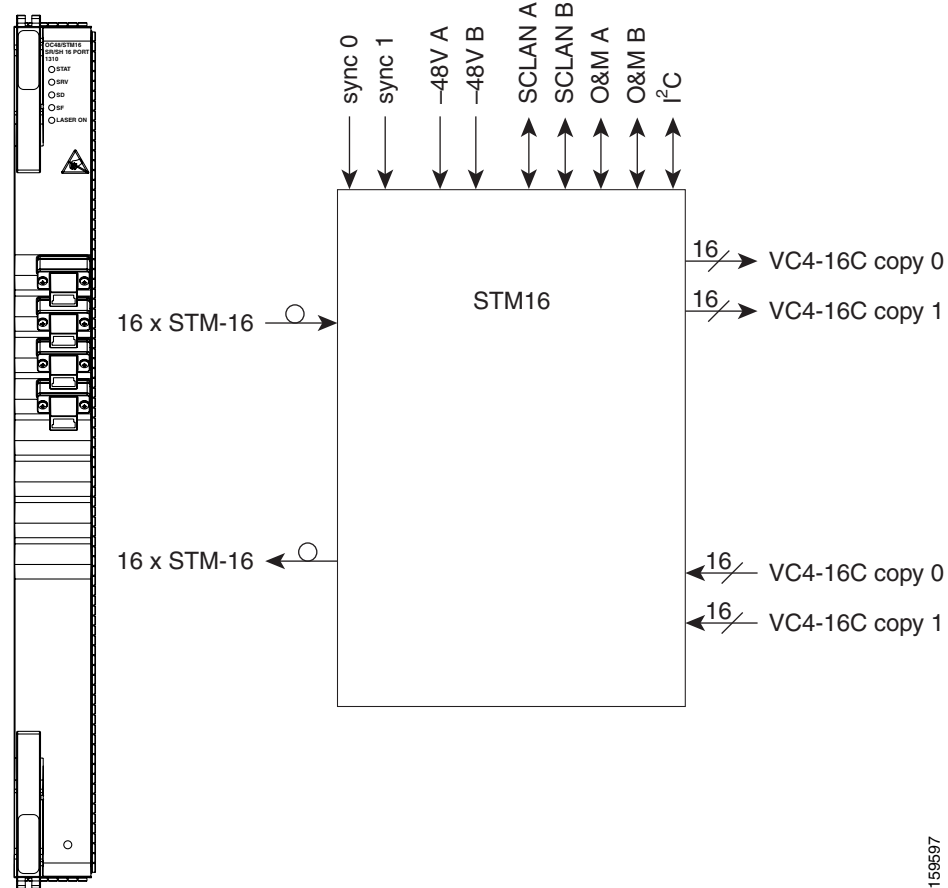 OC48/STM16
SR/SH 16 PORT
1310
STAT
SRV
SD
SF
LASER ON
sync 0
sync 1
–48V A
–48V B
SCLAN A
SCLAN B
O&M A
O&M B
I²C
STM16
16 x STM-16
16 x STM-16
16
VC4-16C copy 0
16
VC4-16C copy 1
16
VC4-16C copy 0
16
VC4-16C copy 1
159597